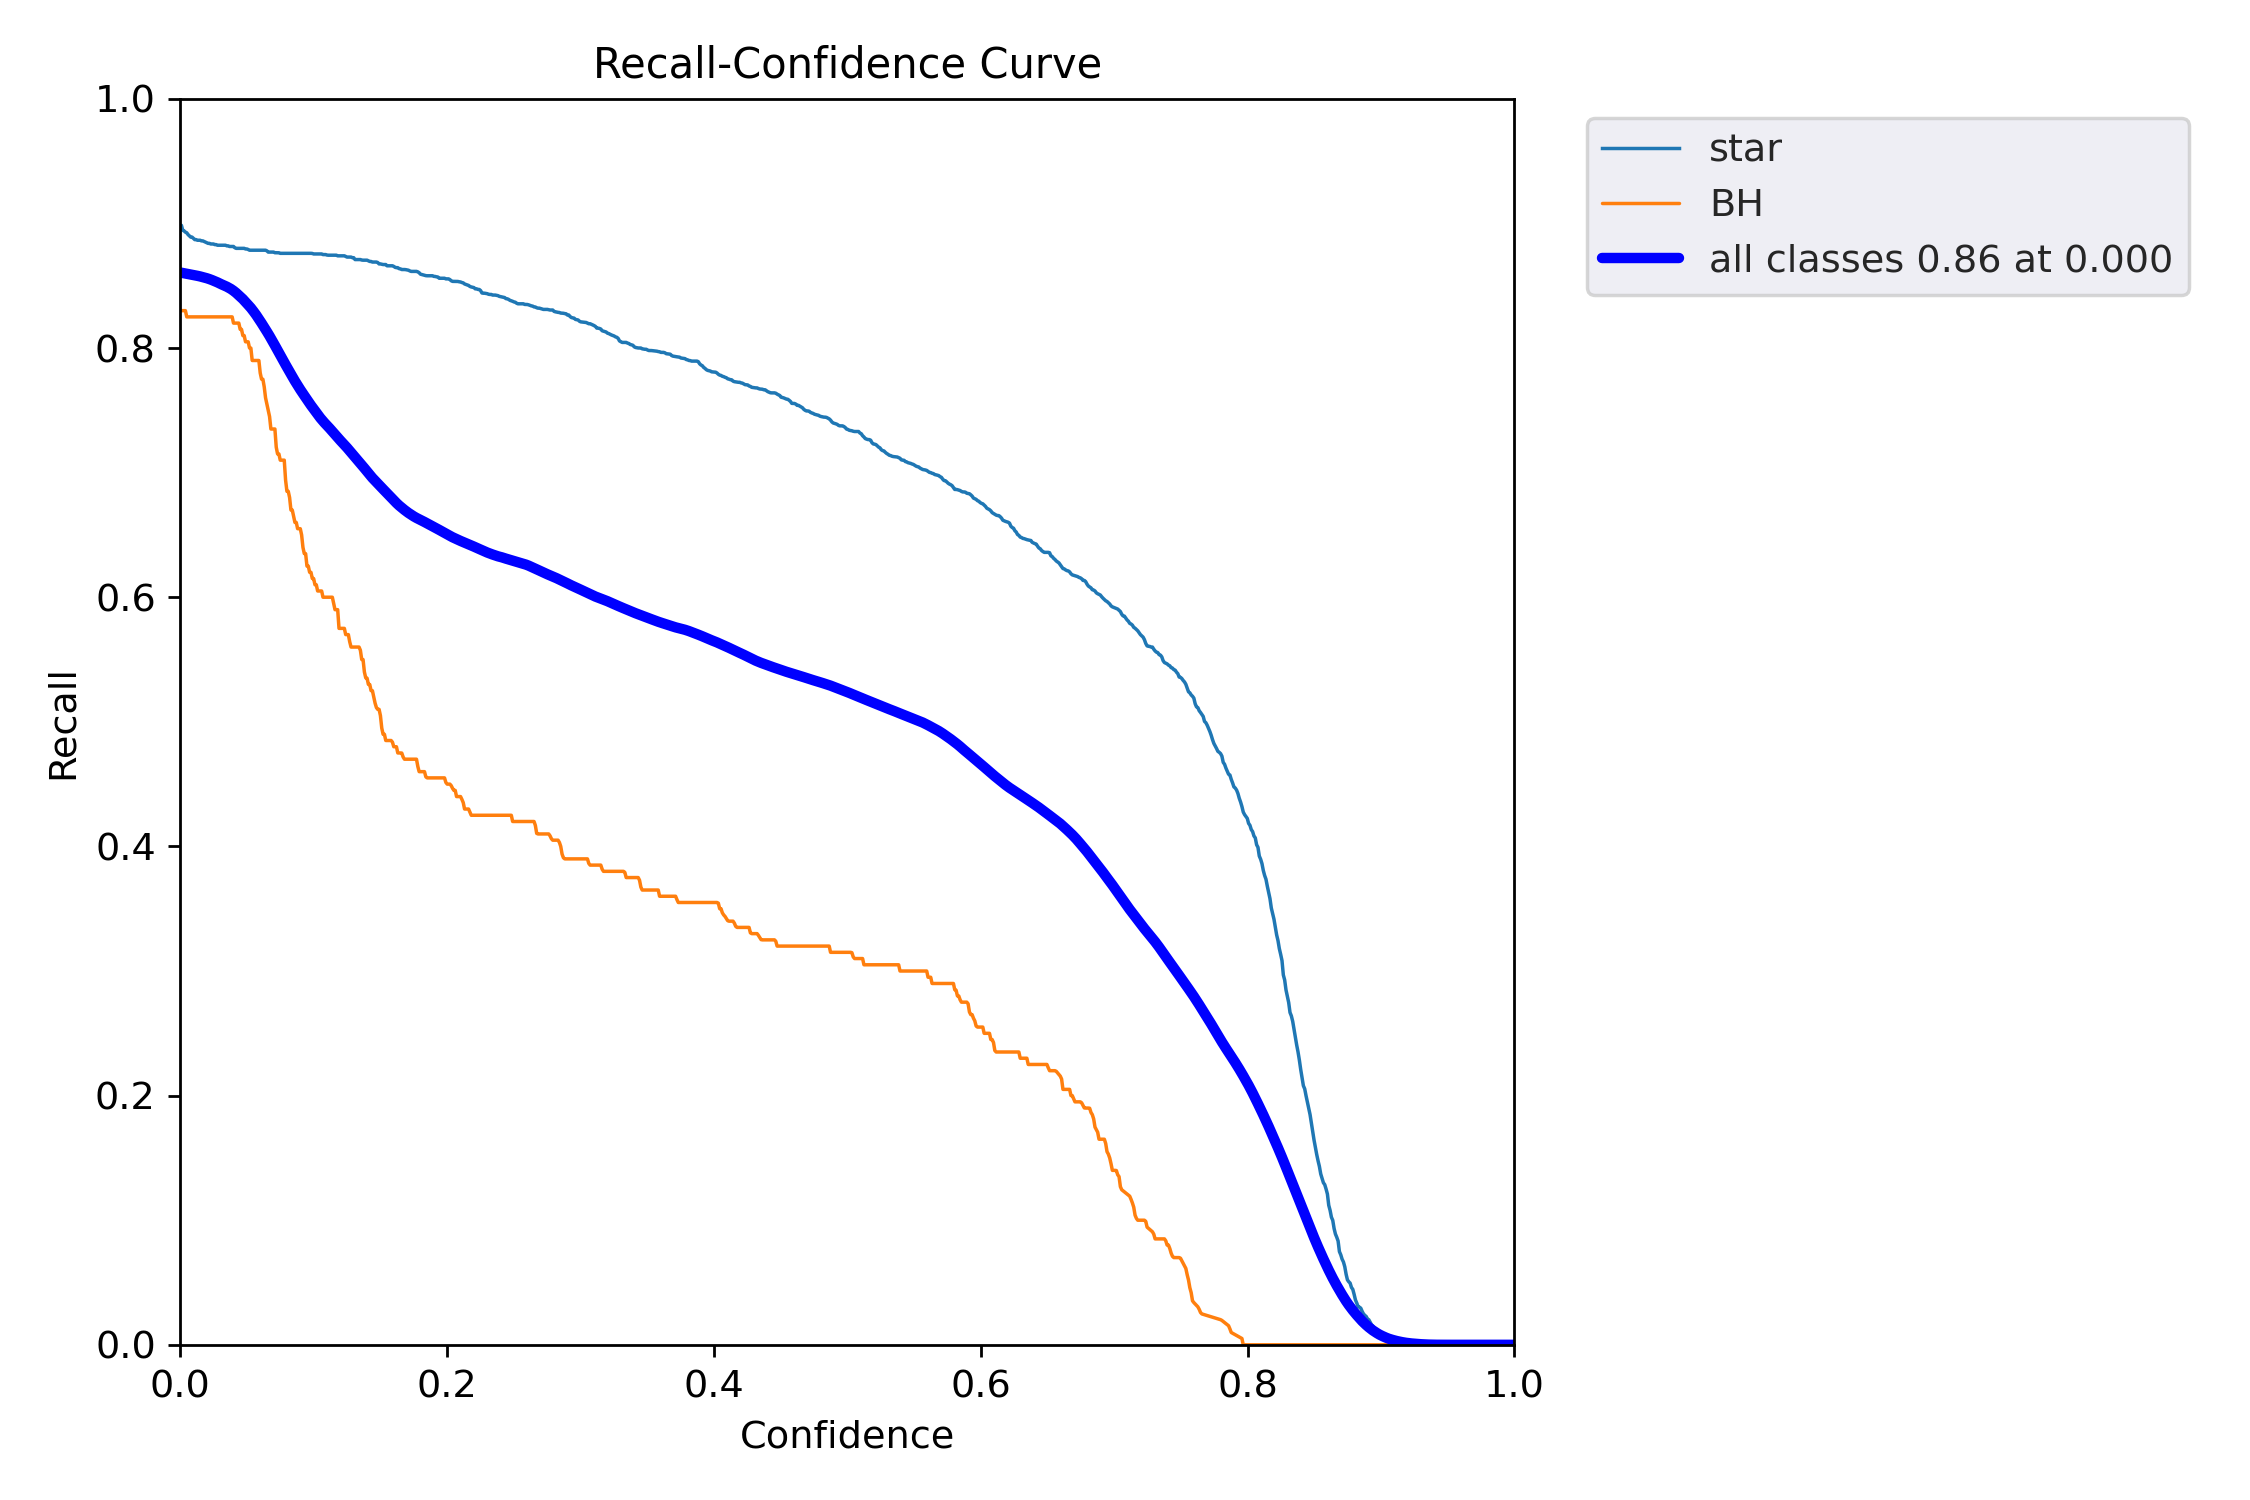 Recall-Confidence Curve
1.0
0.8
0.6
0.4
0.2
0.0
Recall
0.0 0.2 0.4 0.6 0.8 1.0
Confidence
star
BH
all classes 0.86 at 0.000